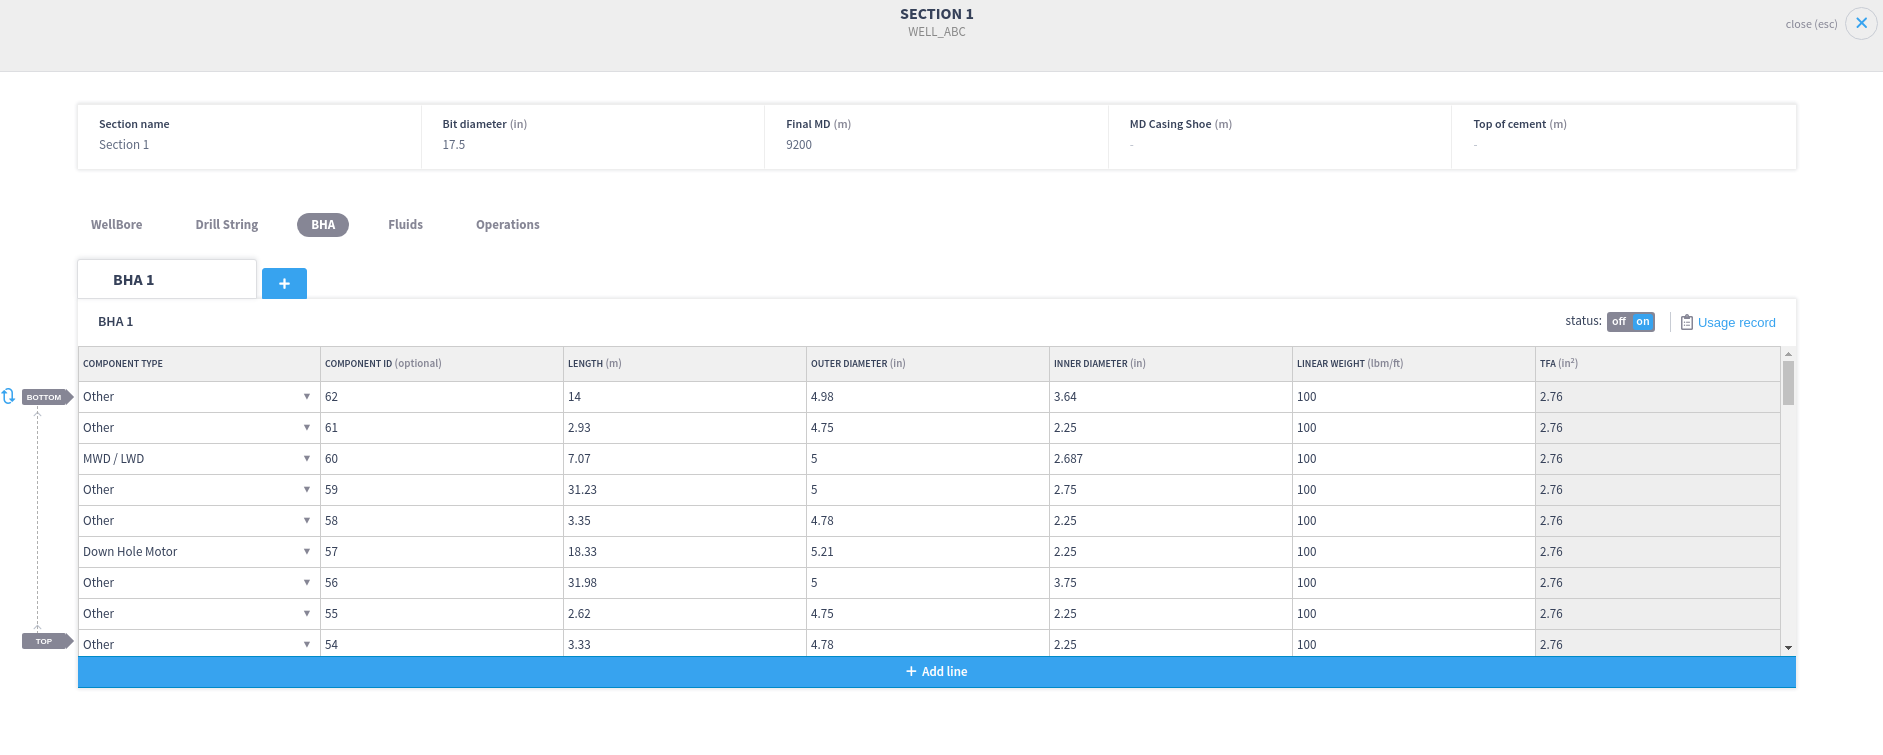 SECTION 1
WELL_ABC
close (esc)
Section name
Section 1
Bit diameter (in)
17.5
Final MD (m)
9200
MD Casing Shoe (m)
-
Top of cement (m)
-
WellBore Drill String BHA Fluids Operations
BHA 1 +
BHA 1 status: off on Usage record
COMPONENT TYPE COMPONENT ID (optional) LENGTH (m) OUTER DIAMETER (in) INNER DIAMETER (in) LINEAR WEIGHT (lbm/ft) TFA (in²)
BOTTOM Other 62 14 4.98 3.64 100 2.76
Other 61 2.93 4.75 2.25 100 2.76
MWD / LWD 60 7.07 5 2.687 100 2.76
Other 59 31.23 5 2.75 100 2.76
Other 58 3.35 4.78 2.25 100 2.76
Down Hole Motor 57 18.33 5.21 2.25 100 2.76
Other 56 31.98 5 3.75 100 2.76
Other 55 2.62 4.75 2.25 100 2.76
TOP Other 54 3.33 4.78 2.25 100 2.76
+ Add line